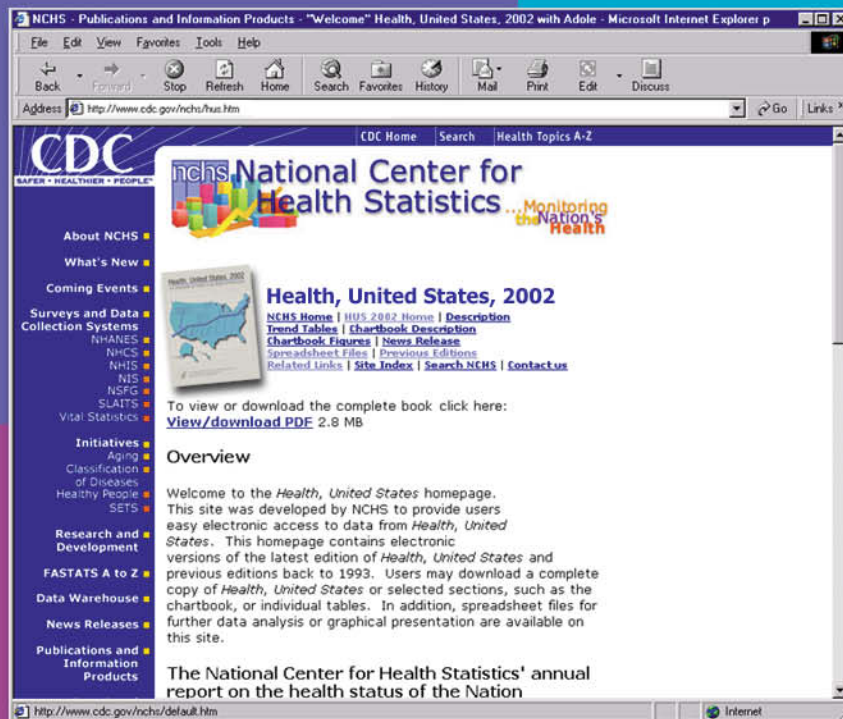 NCHS - Publications and Information Products - "Welcome" Health, United States, 2002 with Adole - Microsoft Internet Explorer p
File Edit View Favorites Tools Help
Back Forward Stop Refresh Home Search Favorites History Mail Print Edit Discuss
Address http://www.cdc.gov/nchs/hus.htm Go Links »
CDC Home Search Health Topics A-Z
CDC
SAFER • HEALTHIER • PEOPLE™
nchs National Center for
Health Statistics ...Monitoring
the Nation's
Health
About NCHS
What's New
Coming Events
Surveys and Data
Collection Systems
NHANES
NHCS
NHIS
NIS
NSFG
SLAITS
Vital Statistics
Initiatives
Aging
Classification
of Diseases
Healthy People
SETS
Research and
Development
FASTATS A to Z
Data Warehouse
News Releases
Publications and
Information
Products
Health, United States, 2002
Health, United States, 2002
NCHS Home | HUS 2002 Home | Description
Trend Tables | Chartbook Description
Chartbook Figures | News Release
Spreadsheet Files | Previous Editions
Related Links | Site Index | Search NCHS | Contact us
To view or download the complete book click here:
View/download PDF 2.8 MB
Overview
Welcome to the Health, United States homepage.
This site was developed by NCHS to provide users
easy electronic access to data from Health, United
States. This homepage contains electronic
versions of the latest edition of Health, United States and
previous editions back to 1993. Users may download a complete
copy of Health, United States or selected sections, such as the
chartbook, or individual tables. In addition, spreadsheet files for
further data analysis or graphical presentation are available on
this site.
The National Center for Health Statistics' annual
report on the health status of the Nation
http://www.cdc.gov/nchs/default.htm Internet